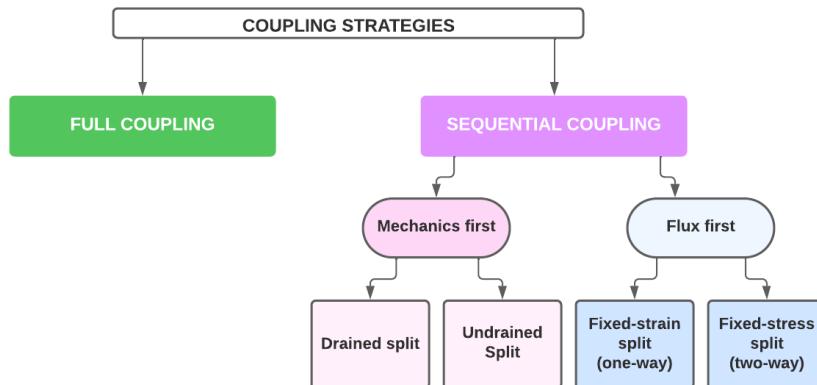 COUPLING STRATEGIES
FULL COUPLING
SEQUENTIAL COUPLING
Mechanics first
Flux first
Drained split
Undrained
Split
Fixed-strain
split
(one-way)
Fixed-stress
split
(two-way)